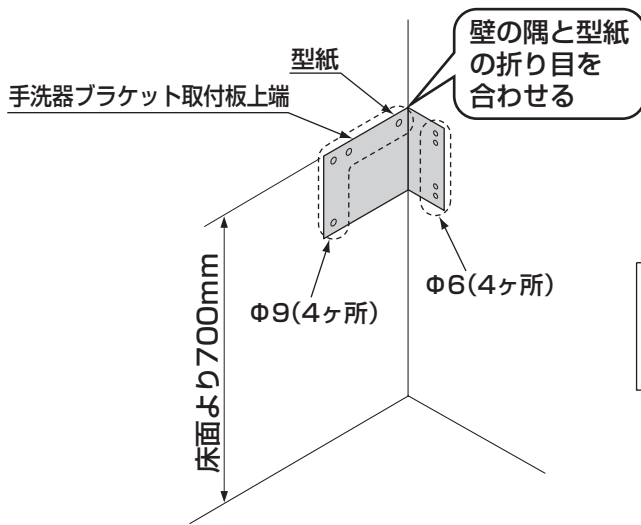 壁の隅と型紙
の折り目を
合わせる
型紙
手洗器ブラケット取付板上端
Φ6(4ヶ所)
Φ9(4ヶ所)
床面より700mm